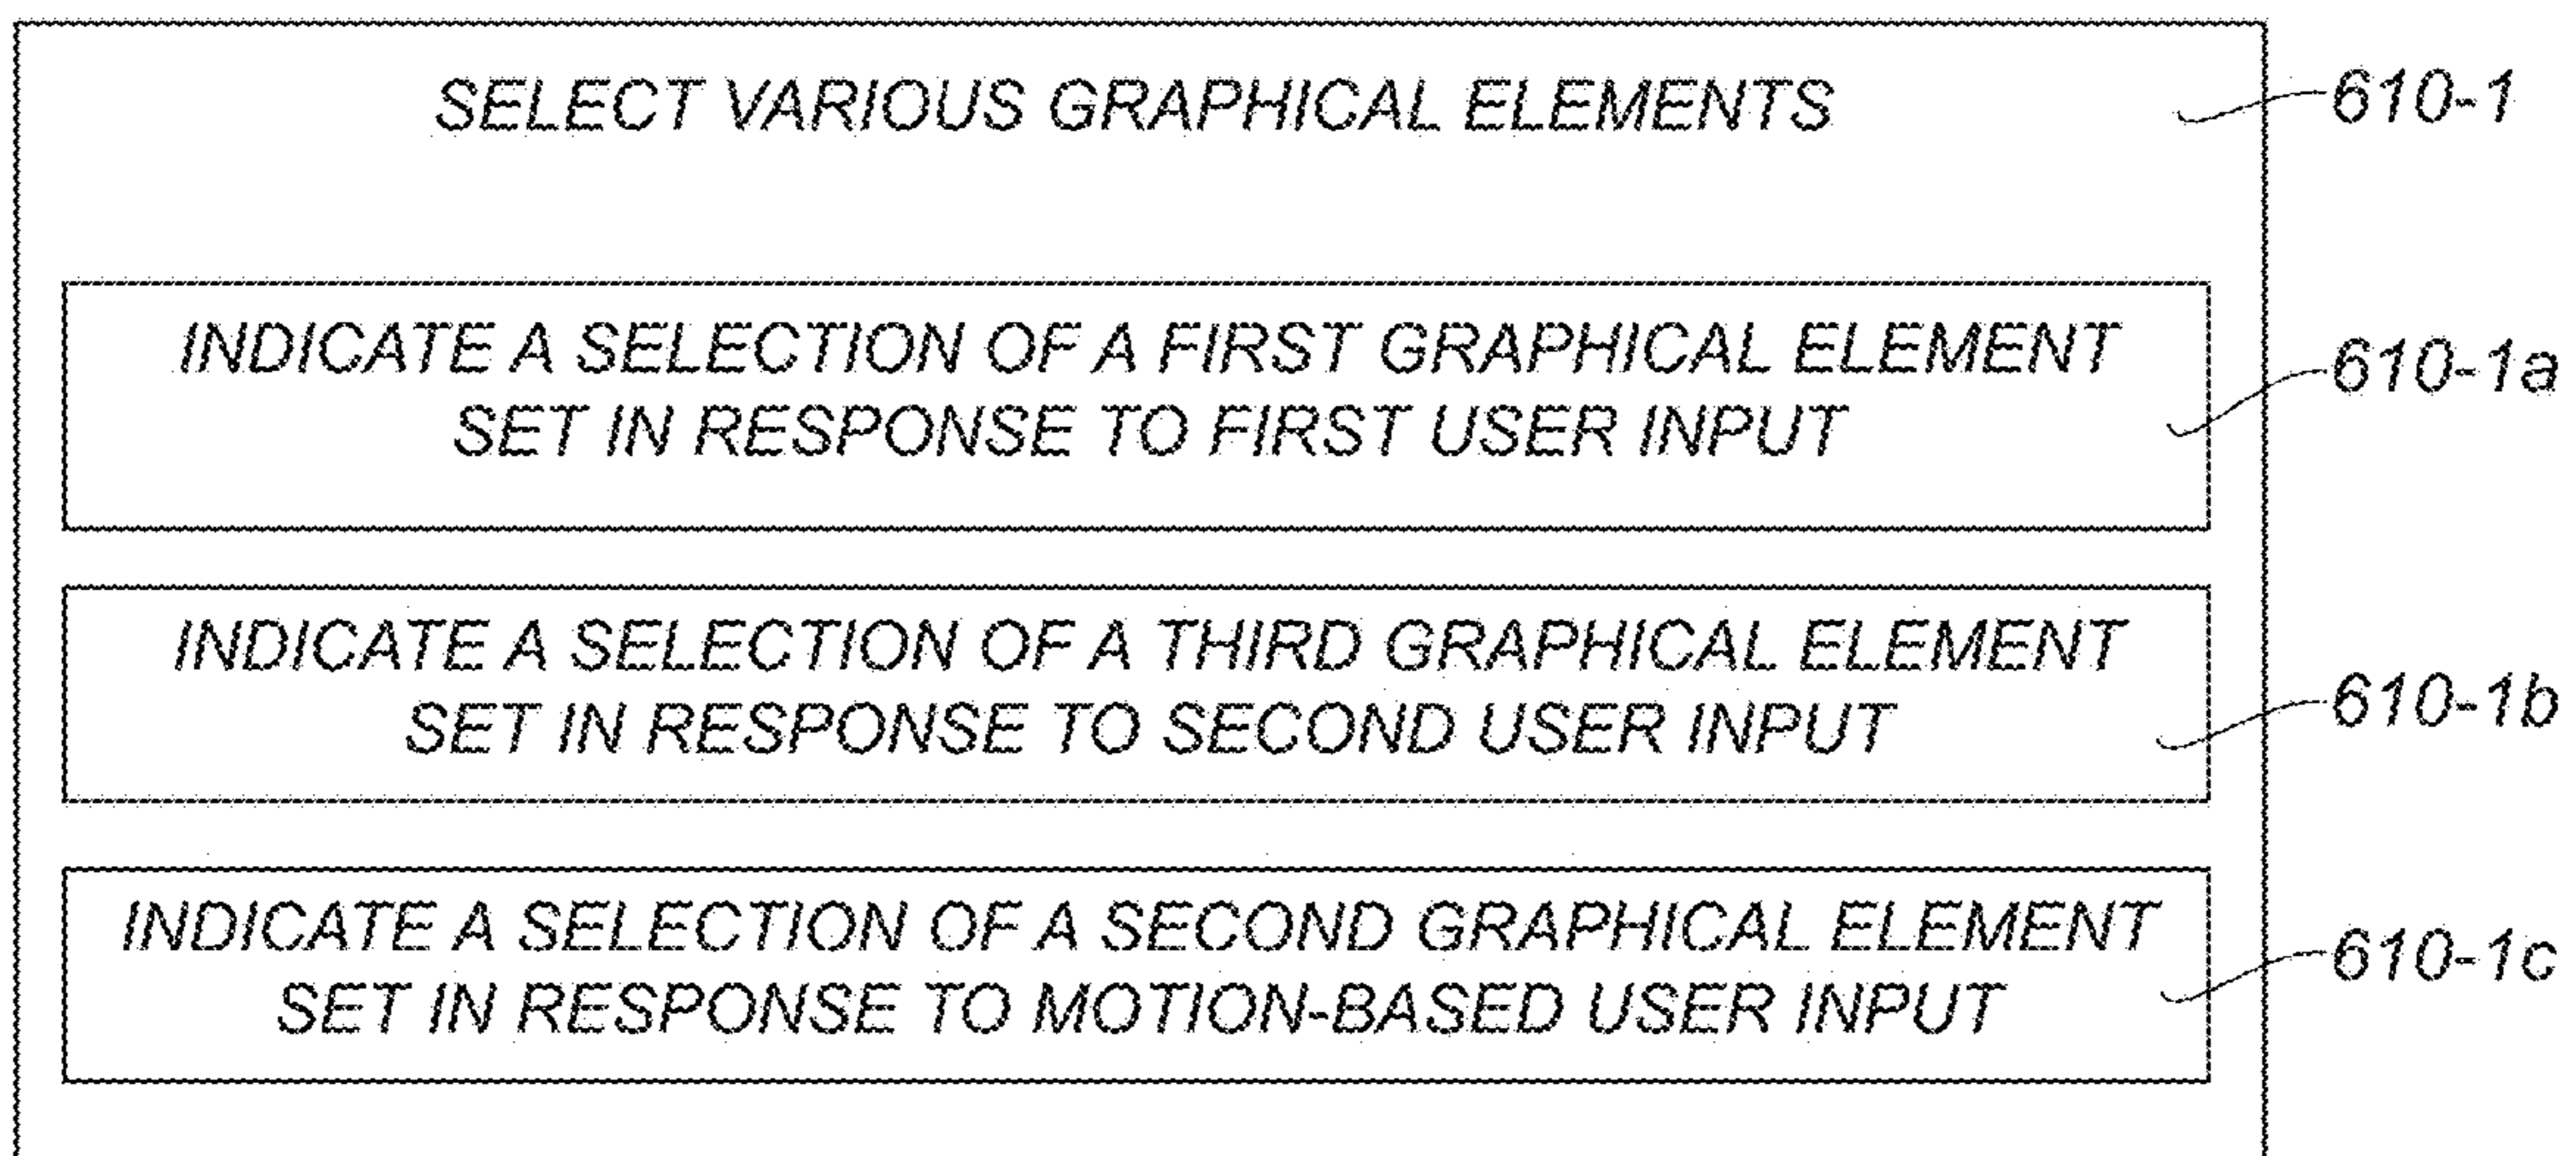 SELECT VARIOUS GRAPHICAL ELEMENTS
610-1
INDICATE A SELECTION OF A FIRST GRAPHICAL ELEMENT
SET IN RESPONSE TO FIRST USER INPUT
610-1a
INDICATE A SELECTION OF A THIRD GRAPHICAL ELEMENT
SET IN RESPONSE TO SECOND USER INPUT
610-1b
INDICATE A SELECTION OF A SECOND GRAPHICAL ELEMENT
SET IN RESPONSE TO MOTION-BASED USER INPUT
610-1c